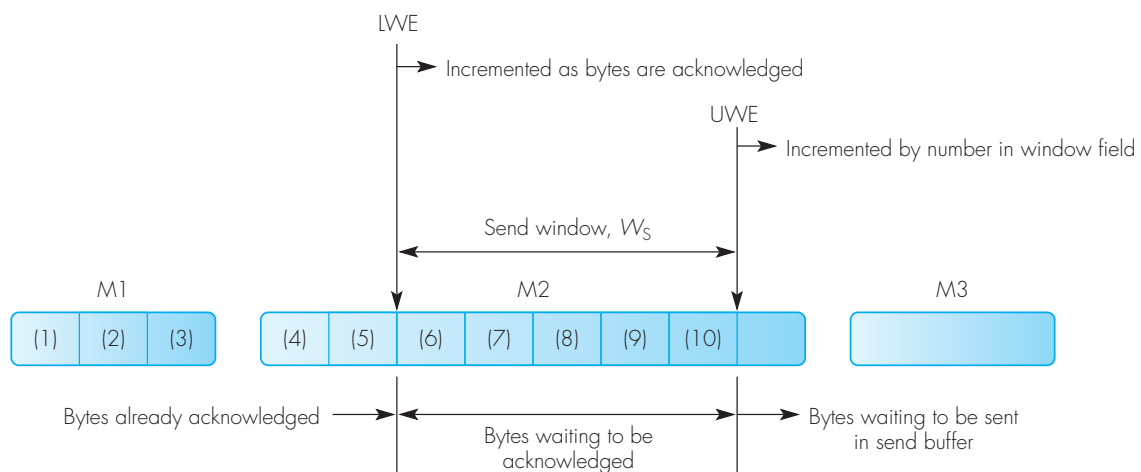 LWE
Incremented as bytes are acknowledged
UWE
Incremented by number in window field
Send window, WS
M1
M2
M3
(1) (2) (3) (4) (5) (6) (7) (8) (9) (10)
Bytes already acknowledged
Bytes waiting to be
acknowledged
Bytes waiting to be sent
in send buffer